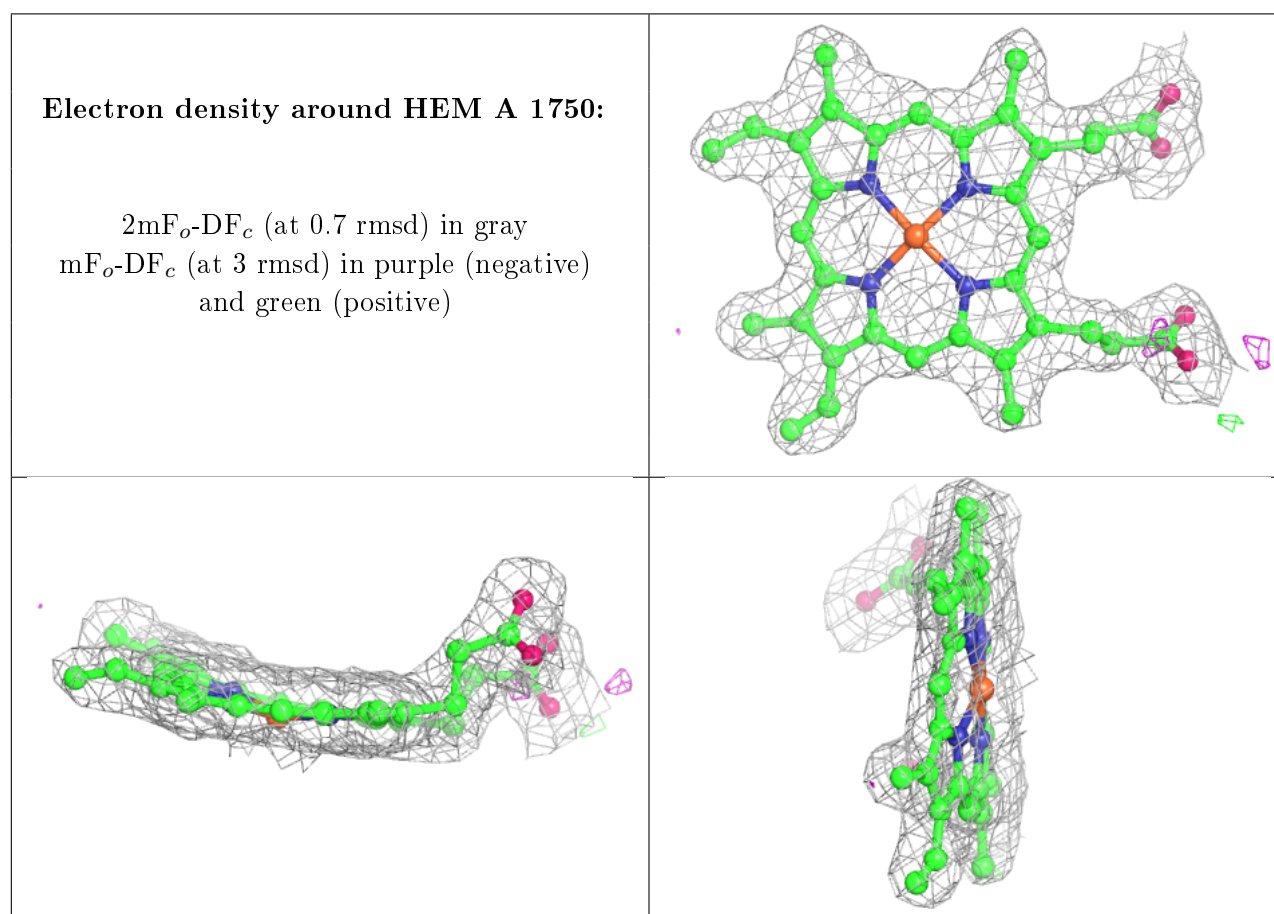 Electron density around HEM A 1750:
2mFo-DFc (at 0.7 rmsd) in gray
mFo-DFc (at 3 rmsd) in purple (negative)
and green (positive)